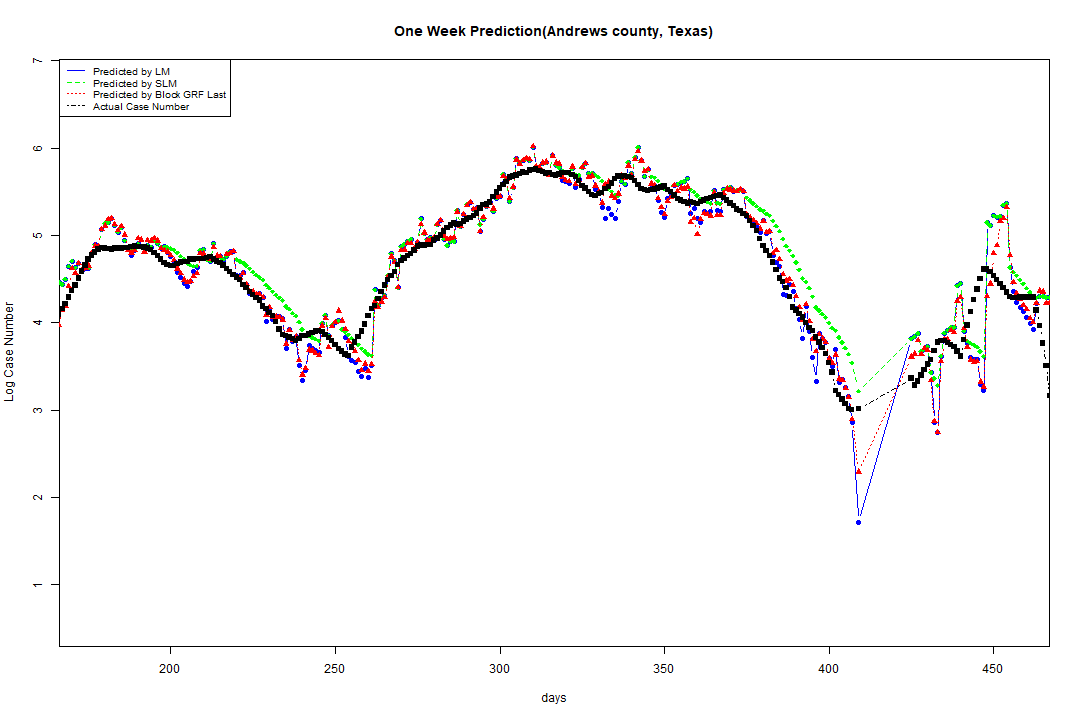 One Week Prediction(Andrews county, Texas)
Predicted by LM
Predicted by SLM
Predicted by Block GRF Last
Actual Case Number
Log Case Number
7
6
5
4
3
2
1
200 250 300 350 400 450
days